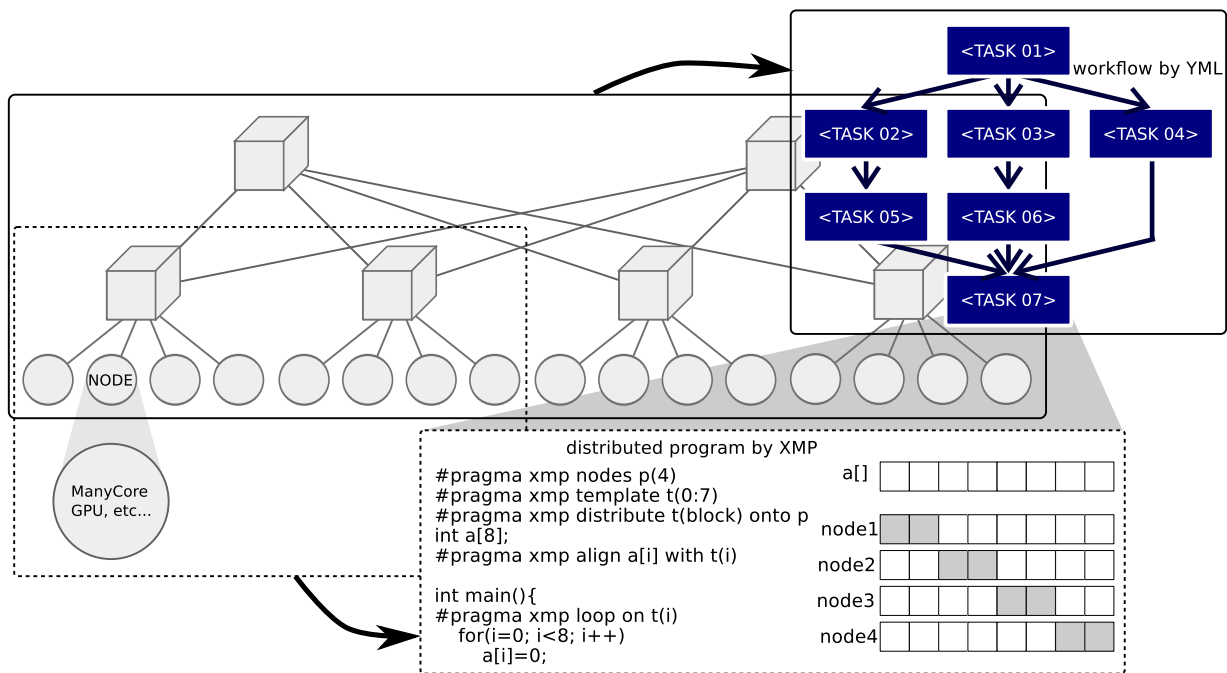 <TASK 01>
workflow by YML
<TASK 02>
<TASK 03>
<TASK 04>
<TASK 05>
<TASK 06>
<TASK 07>
NODE
ManyCore
GPU, etc...
distributed program by XMP
#pragma xmp nodes p(4)
#pragma xmp template t(0:7)
#pragma xmp distribute t(block) onto p
int a[8];
#pragma xmp align a[i] with t(i)
int main(){
#pragma xmp loop on t(i)
for(i=0; i<8; i++)
a[i]=0;
a[]
node1
node2
node3
node4